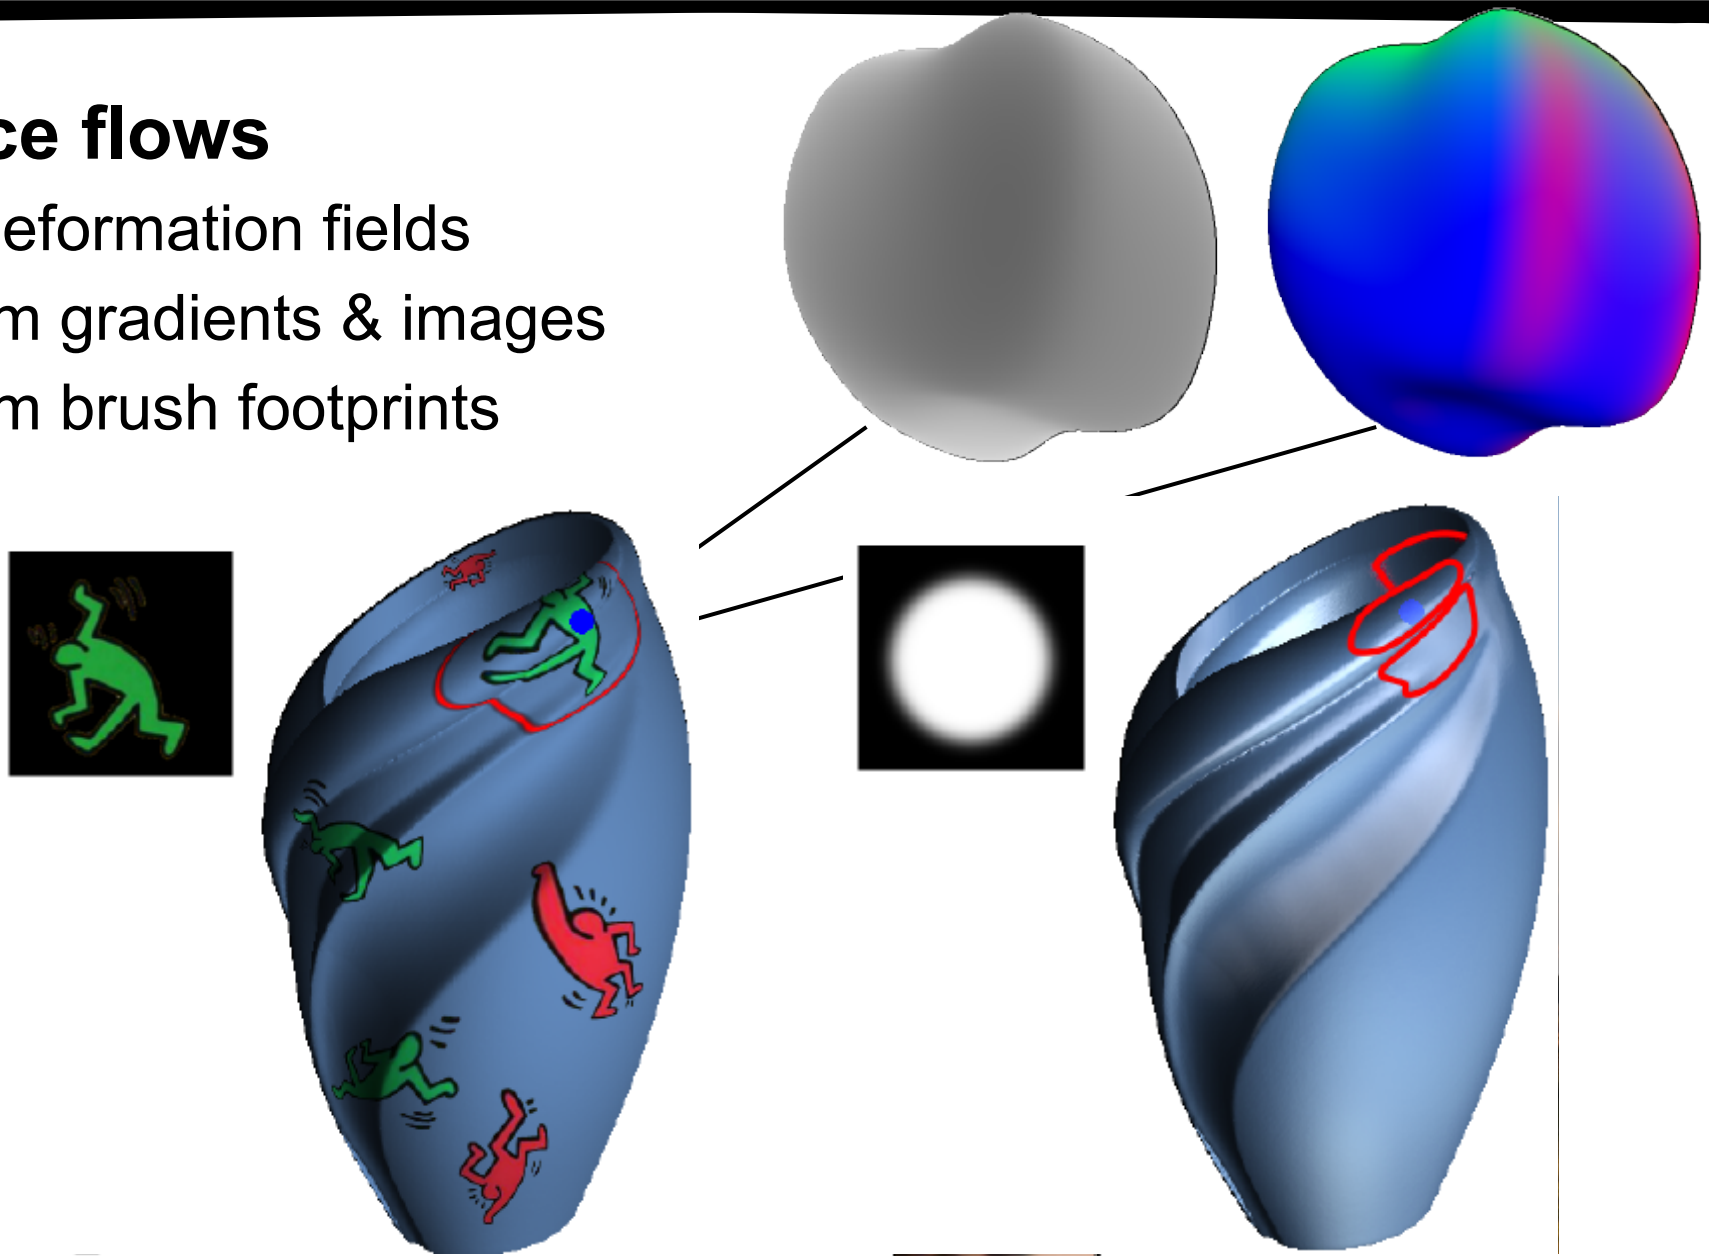 ce flows
eformation fields
m gradients & images
m brush footprints